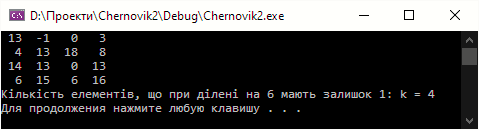 D:\Проекти\Chernovik2\Debug\Chernovik2.exe
13 -1 0 3
4 13 18 8
14 13 0 13
6 15 6 16
Кількість елементів, що при ділені на 6 мають залишок 1: k = 4
Для продолжения нажмите любую клавишу . . .